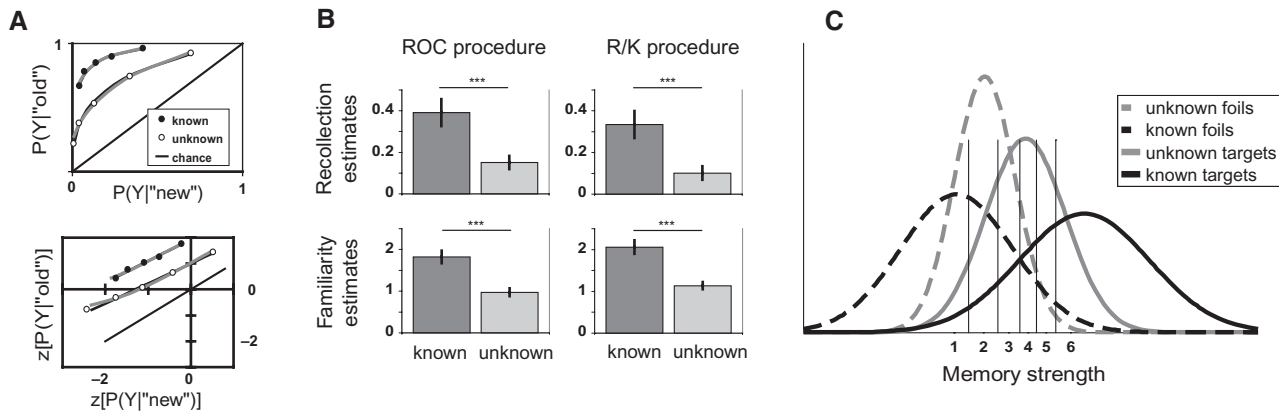 A
1
P(Y|"old")
known
unknown
chance
0
1
P(Y|"new")
z[P(Y|"old")]
0
−2
−2
0
z[P(Y|"new")]
B
ROC procedure
R/K procedure
Recollection
estimates
0.4
0.2
0
***
0.4
0.2
0
***
Familiarity
estimates
2
1
0
***
2
1
0
***
known
unknown
known
unknown
C
unknown foils
known foils
unknown targets
known targets
1 2 3 4 5 6
Memory strength